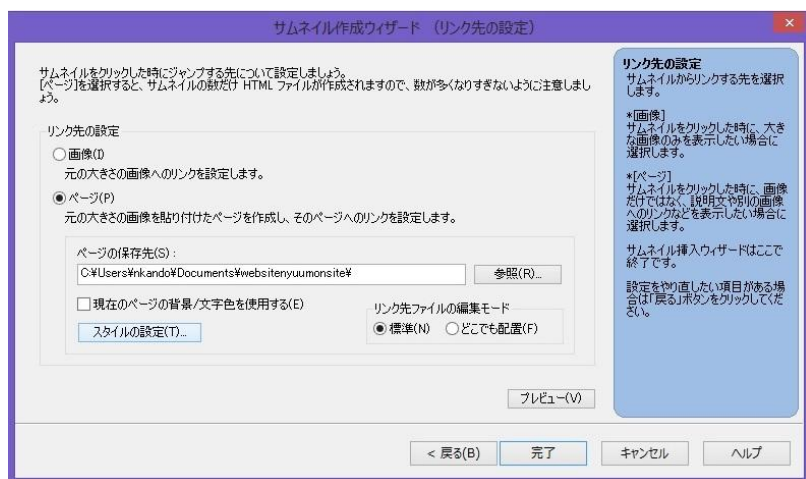 サムネイル作成ウィザード （リンク先の設定）
×
サムネイルをクリックした時にジャンプする先について設定しましょう。
[ページ]を選択すると、サムネイルの数だけ HTML ファイルが作成されますので、数が多くなりすぎないように注意しまし
ょう。
リンク先の設定
画像(I)
元の大きさの画像へのリンクを設定します。
ページ(P)
元の大きさの画像を貼り付けたページを作成し、そのページへのリンクを設定します。
ページの保存先(S) :
C:¥Users¥nkando¥Documents¥websitenyuumonsite¥
参照(R)...
現在のページの背景/文字色を使用する(E)
スタイルの設定(T)...
リンク先ファイルの編集モード
標準(N) どこでも配置(F)
プレビュー(V)
リンク先の設定
サムネイルからリンクする先を選択
します。
*[画像]
サムネイルをクリックした時に、大き
な画像のみを表示したい場合に
選択します。
*[ページ]
サムネイルをクリックした時に、画像
だけではなく、説明文や別の画像
へのリンクなどを表示したい場合に
選択します。
サムネイル挿入ウィザードはここで
終了です。
設定をやり直したい項目がある場
合は「戻る」ボタンをクリックしてくだ
さい。
< 戻る(B) 完了 キャンセル ヘルプ